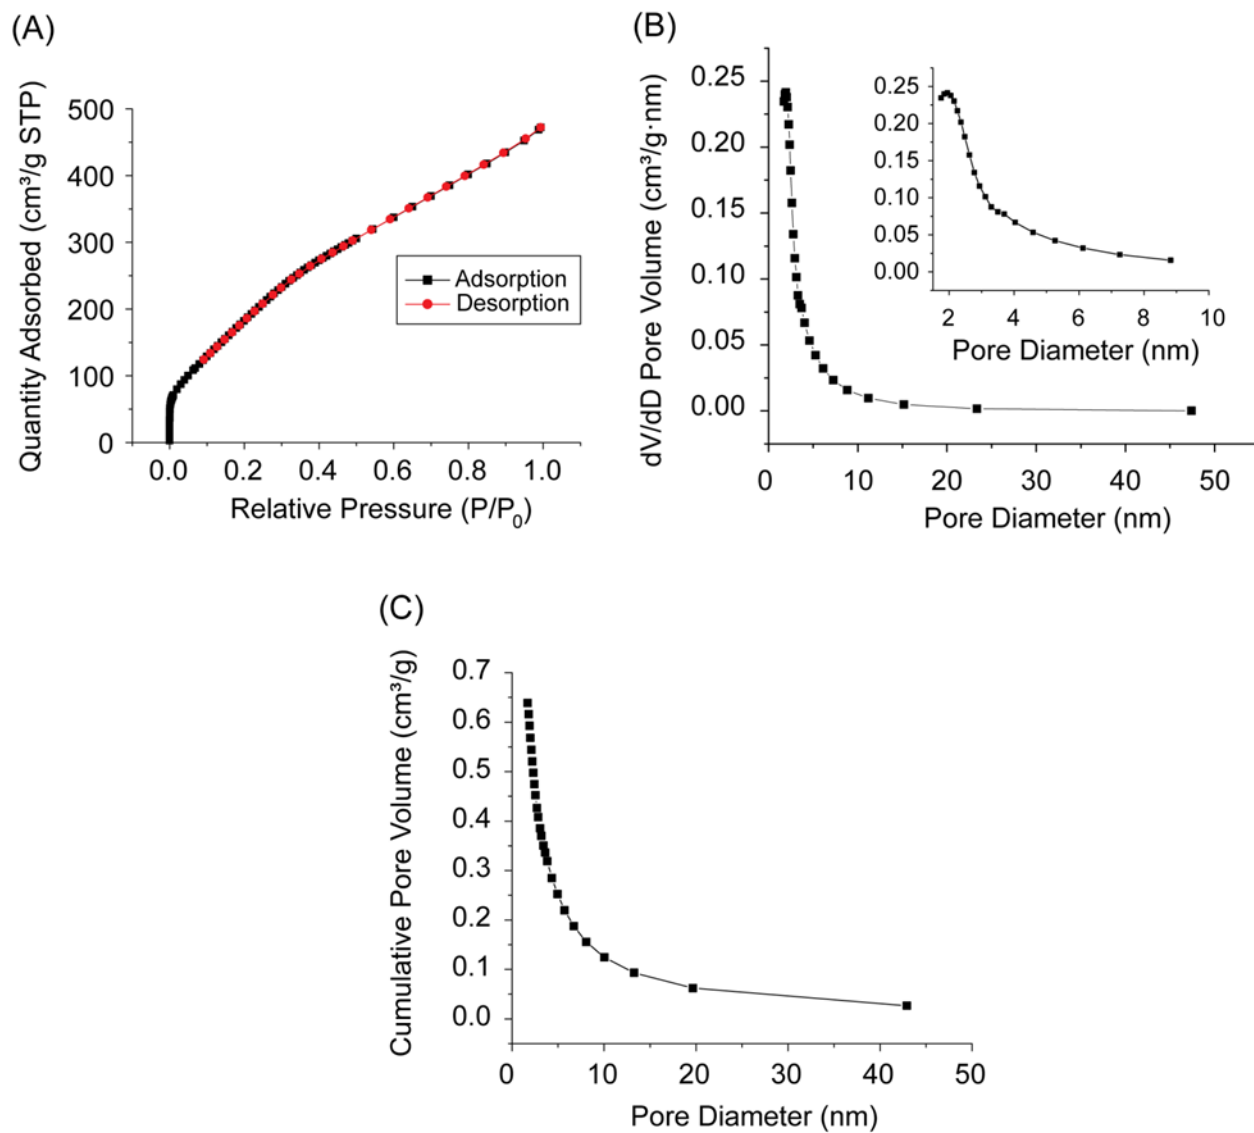 (A)
Quantity Adsorbed (cm³/g STP)
500
400
300
200
100
0
Adsorption
Desorption
0.0 0.2 0.4 0.6 0.8 1.0
Relative Pressure (P/P₀)
(B)
dV/dD Pore Volume (cm³/g·nm)
0.25
0.20
0.15
0.10
0.05
0.00
0 10 20 30 40 50
Pore Diameter (nm)
0.25
0.20
0.15
0.10
0.05
0.00
2 4 6 8 10
Pore Diameter (nm)
(C)
Cumulative Pore Volume (cm³/g)
0.7
0.6
0.5
0.4
0.3
0.2
0.1
0.0
0 10 20 30 40 50
Pore Diameter (nm)